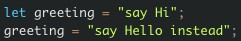 let greeting = "say Hi";
greeting = "say Hello instead";